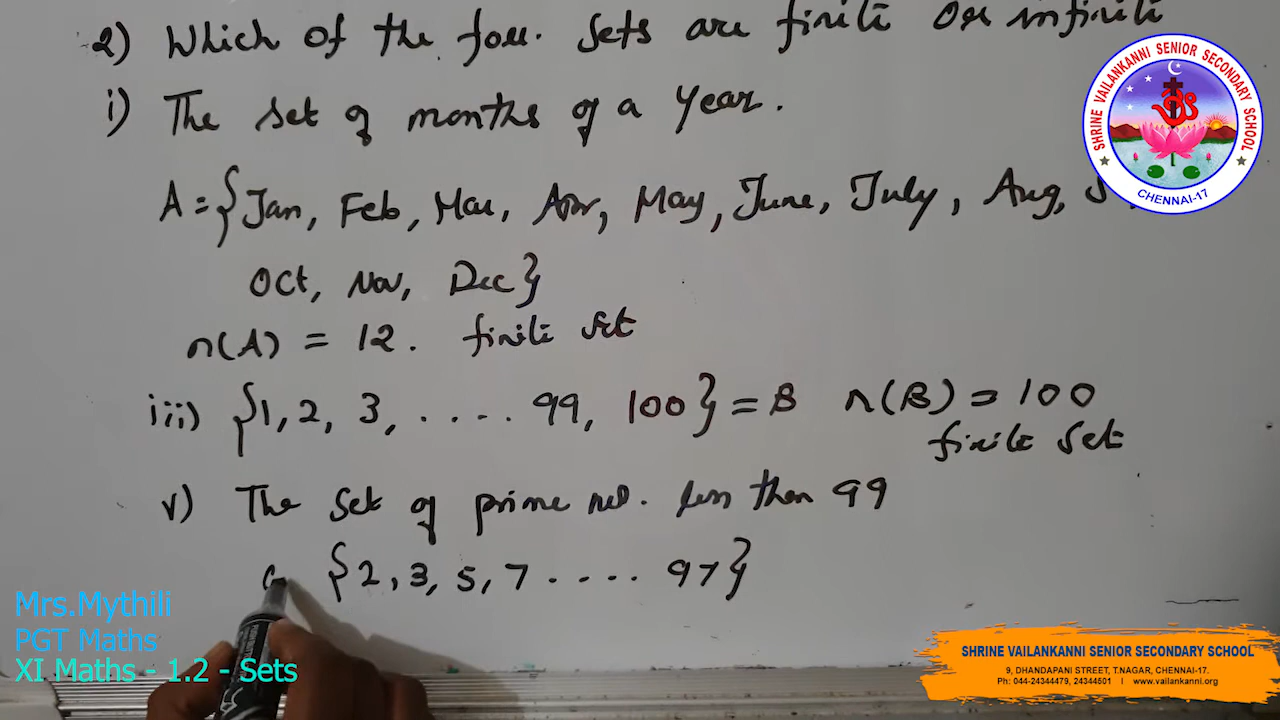 2) Which of the foll. sets are finite or infinite
i) The set of months of a year.
A = {Jan, Feb, Mar, Apr, May, June, July, Aug, S
Oct, Nov, Dec}
n(A) = 12. finite set
iii) {1, 2, 3, ..... 99, 100} = B n(B) = 100
finite set
v) The set of prime no. less than 99
{2, 3, 5, 7 .... 97}
SHRINE VAILANKANNI SENIOR SECONDARY SCHOOL
CHENNAI-17
Mrs.Mythili
PGT Maths
XI Maths - 1.2 - Sets
SHRINE VAILANKANNI SENIOR SECONDARY SCHOOL
9, DHANDAPANI STREET, T.NAGAR, CHENNAI-17.
Ph: 044-24344479, 24344501 I www.vailankanni.org